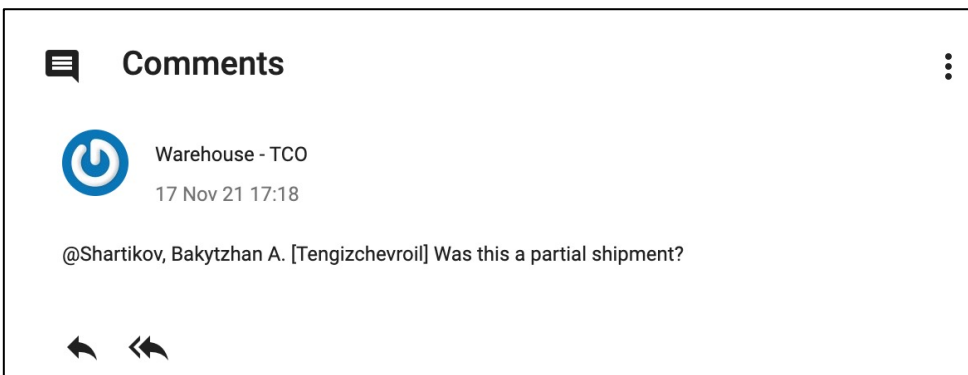 Comments
Warehouse - TCO
17 Nov 21 17:18
@Shartikov, Bakytzhan A. [Tengizchevroil] Was this a partial shipment?